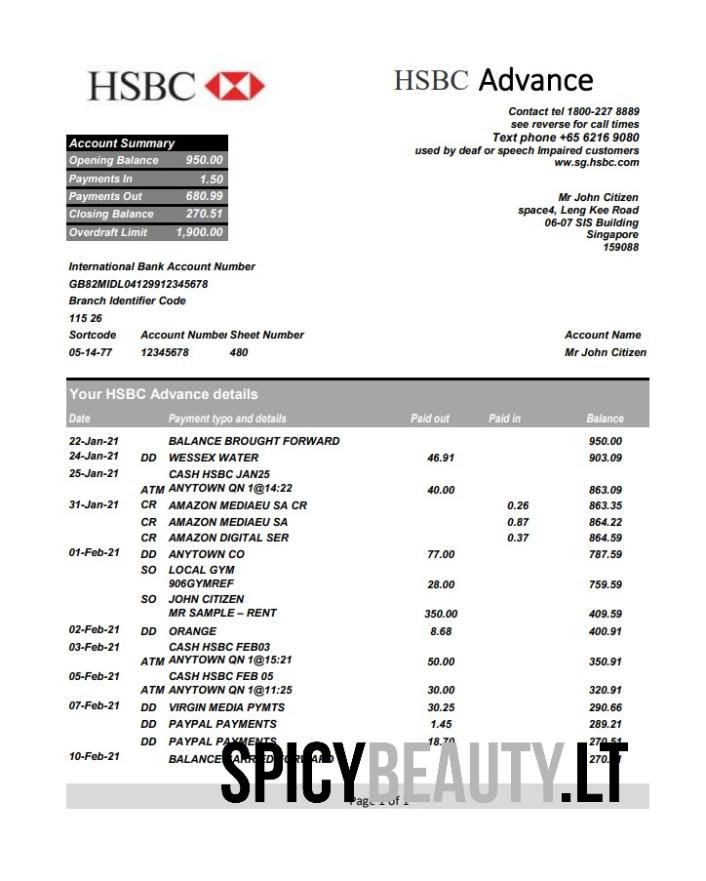 HSBC
HSBC Advance
Contact tel 1800-227 8889
see reverse for call times
Text phone +65 6216 9080
used by deaf or speech Impaired customers
ww.sg.hsbc.com
Account Summary
Opening Balance 950.00
Payments In 1.50
Payments Out 680.99
Closing Balance 270.51
Overdraft Limit 1,900.00
Mr John Citizen
space4, Leng Kee Road
06-07 SIS Building
Singapore
159088
International Bank Account Number
GB82MIDL04129912345678
Branch Identifier Code
115 26
Sortcode Account Number Sheet Number Account Name
05-14-77 12345678 480 Mr John Citizen
Your HSBC Advance details
Date Payment typo and details Paid out Paid in Balance
22-Jan-21 BALANCE BROUGHT FORWARD 950.00
24-Jan-21 DD WESSEX WATER 46.91 903.09
25-Jan-21 CASH HSBC JAN25
ATM ANYTOWN QN 1@14:22 40.00 863.09
31-Jan-21 CR AMAZON MEDIAEU SA CR 0.26 863.35
CR AMAZON MEDIAEU SA 0.87 864.22
CR AMAZON DIGITAL SER 0.37 864.59
01-Feb-21 DD ANYTOWN CO 77.00 787.59
SO LOCAL GYM
906GYMREF 28.00 759.59
SO JOHN CITIZEN
MR SAMPLE – RENT 350.00 409.59
02-Feb-21 DD ORANGE 8.68 400.91
03-Feb-21 CASH HSBC FEB03
ATM ANYTOWN QN 1@15:21 50.00 350.91
05-Feb-21 CASH HSBC FEB 05
ATM ANYTOWN QN 1@11:25 30.00 320.91
07-Feb-21 DD VIRGIN MEDIA PYMTS 30.25 290.66
DD PAYPAL PAYMENTS 1.45 289.21
DD PAYPAL PAYMENTS 18.70 270.51
10-Feb-21 BALANCE CARRIED FORWARD 270.51
SPICYBEAUTY.LT
Page 1 of 1